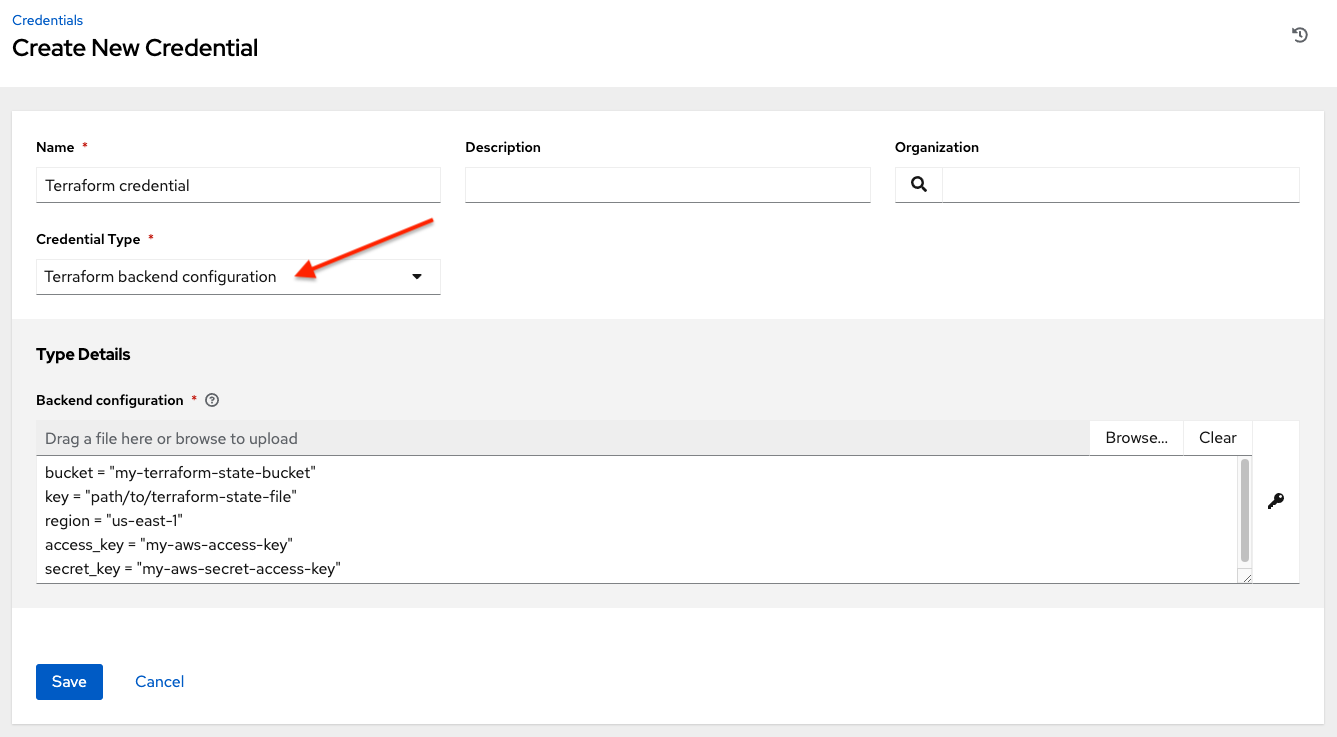 Credentials
Create New Credential
Name *
Description
Organization
Terraform credential
Credential Type *
Terraform backend configuration
Type Details
Backend configuration *
Drag a file here or browse to upload
Browse...
Clear
bucket = "my-terraform-state-bucket"
key = "path/to/terraform-state-file"
region = "us-east-1"
access_key = "my-aws-access-key"
secret_key = "my-aws-secret-access-key"
Save
Cancel